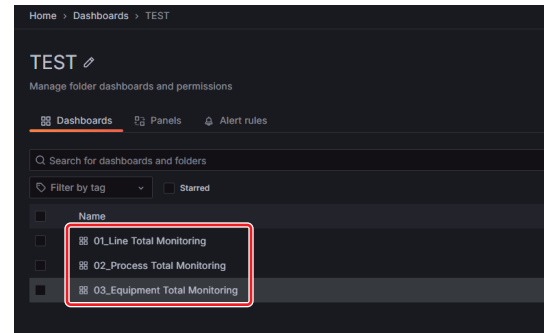 Home › Dashboards › TEST
TEST
Manage folder dashboards and permissions
Dashboards Panels Alert rules
Search for dashboards and folders
Filter by tag Starred
Name
01_Line Total Monitoring
02_Process Total Monitoring
03_Equipment Total Monitoring